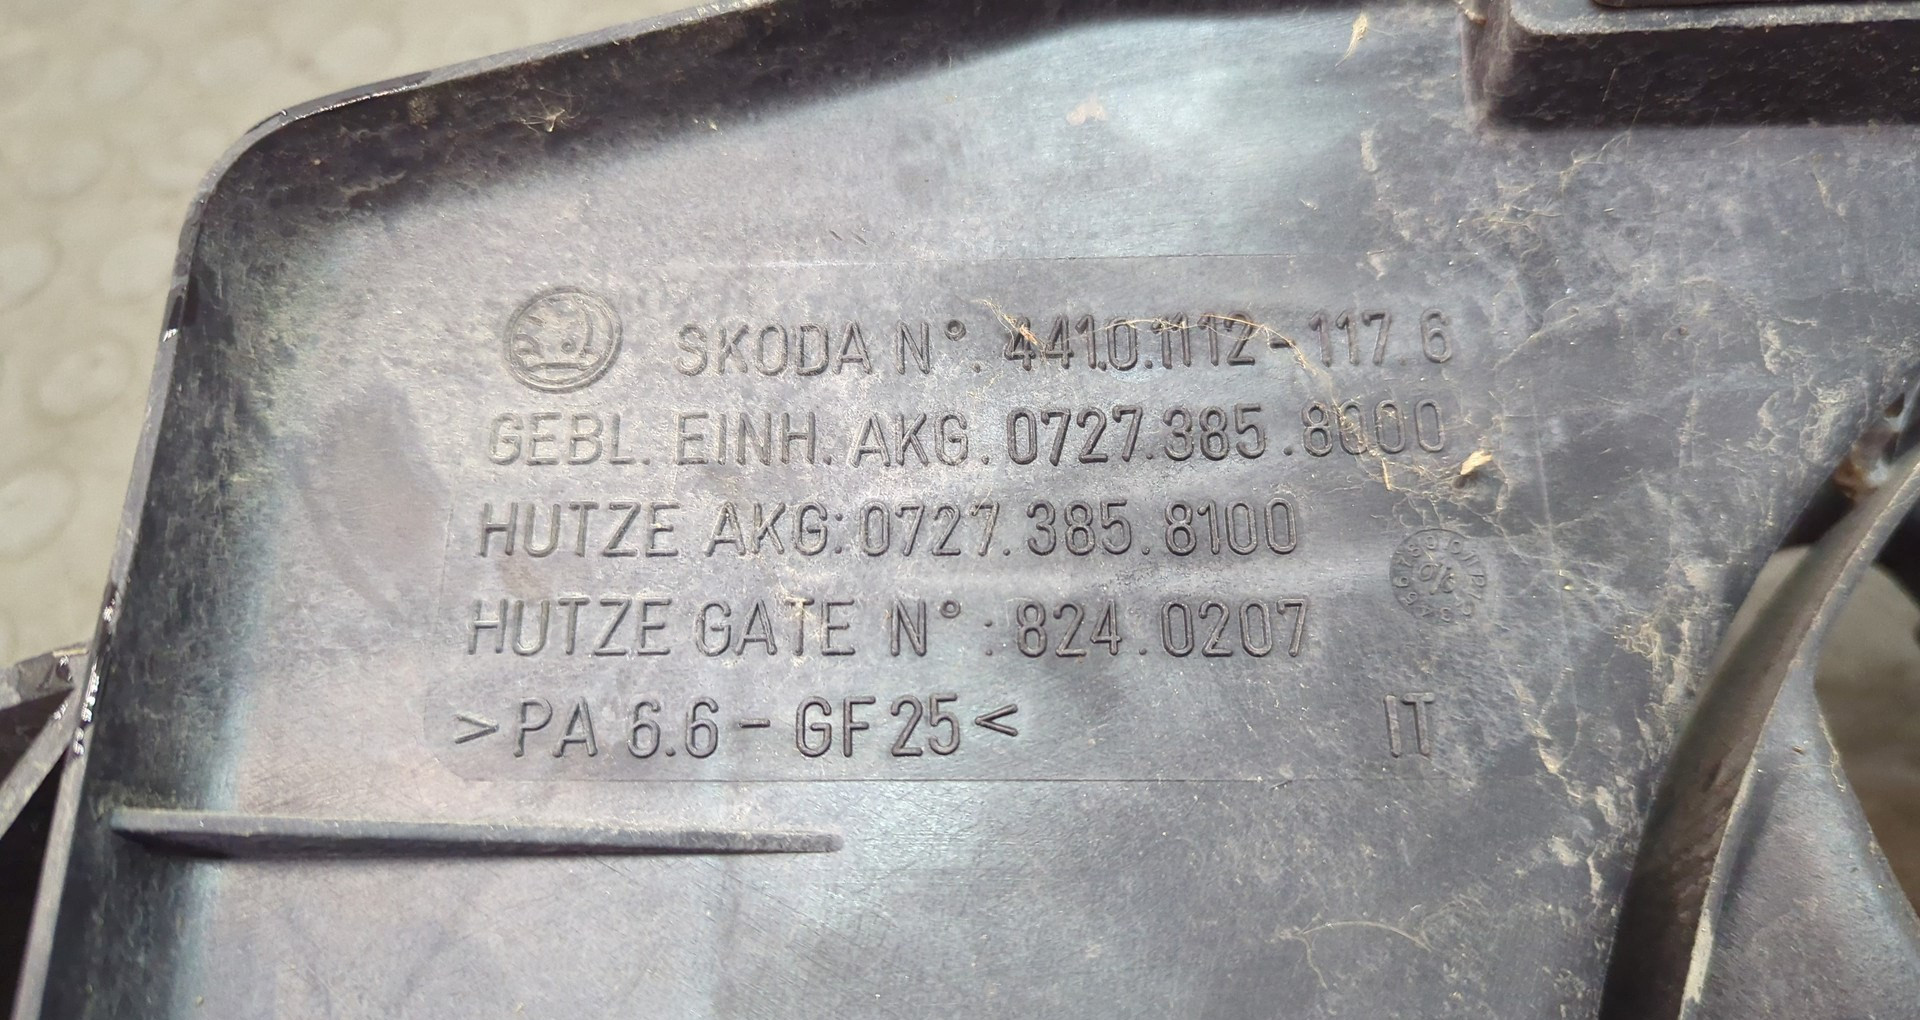 SKODA N°. 441.0.1112-117.6
GEBL. EINH. AKG. 0727.385.8000
HUTZE AKG: 0727.385.8100
HUTZE GATE N°: 824.0207
>PA 6.6-GF25<
IT